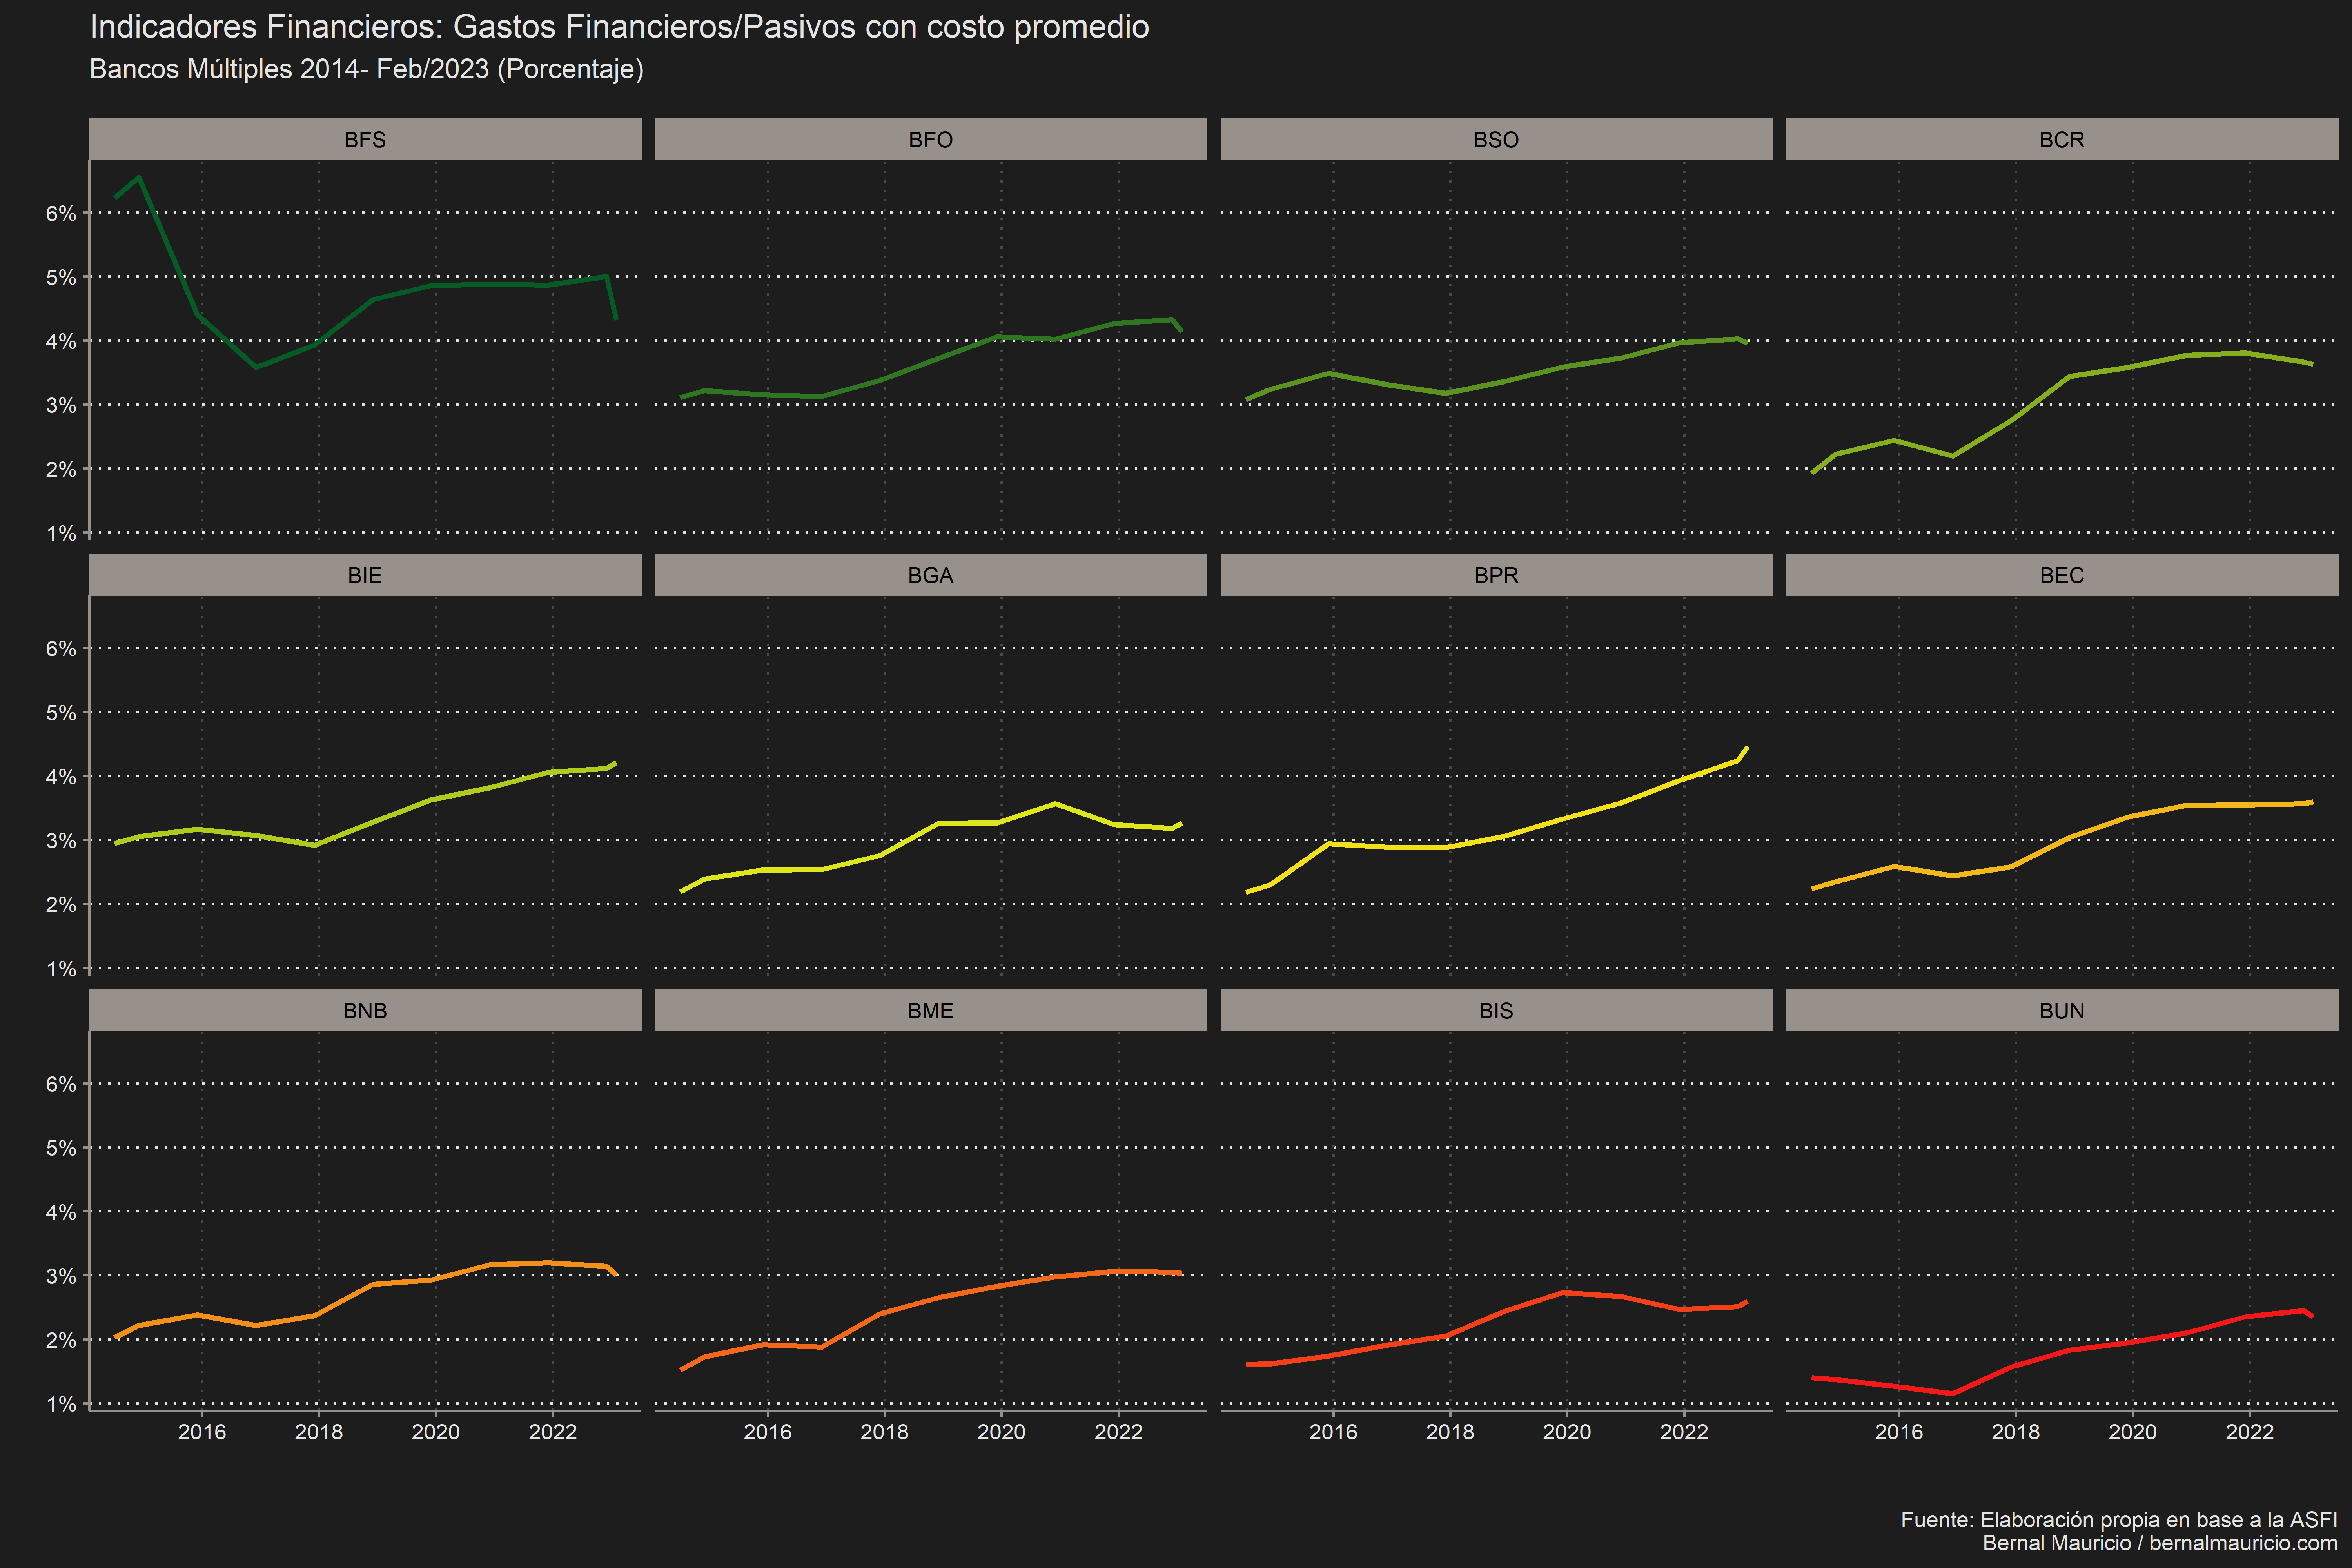 Indicadores Financieros: Gastos Financieros/Pasivos con costo promedio
Bancos Múltiples 2014- Feb/2023 (Porcentaje)
BFS
BFO
BSO
BCR
6%
5%
4%
3%
2%
1%
BIE
BGA
BPR
BEC
6%
5%
4%
3%
2%
1%
BNB
BME
BIS
BUN
6%
5%
4%
3%
2%
1%
2016 2018 2020 2022
2016 2018 2020 2022
2016 2018 2020 2022
2016 2018 2020 2022
Fuente: Elaboración propia en base a la ASFI
Bernal Mauricio / bernalmauricio.com